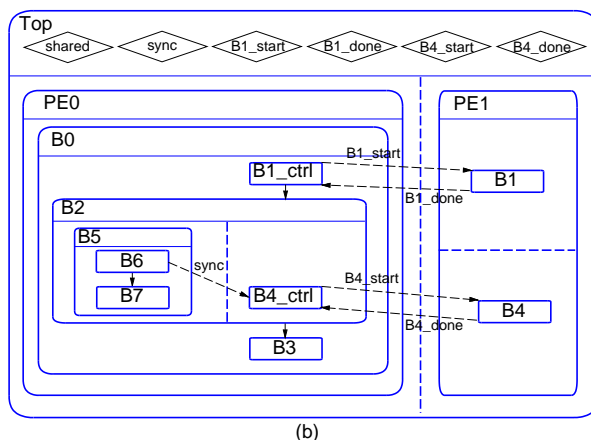 Top
shared sync B1_start B1_done B4_start B4_done
PE0
PE1
B0
B1_start
B1_ctrl
B1
B1_done
B2
B5
B6
sync
B4_start
B7
B4_ctrl
B4
B4_done
B3
(b)